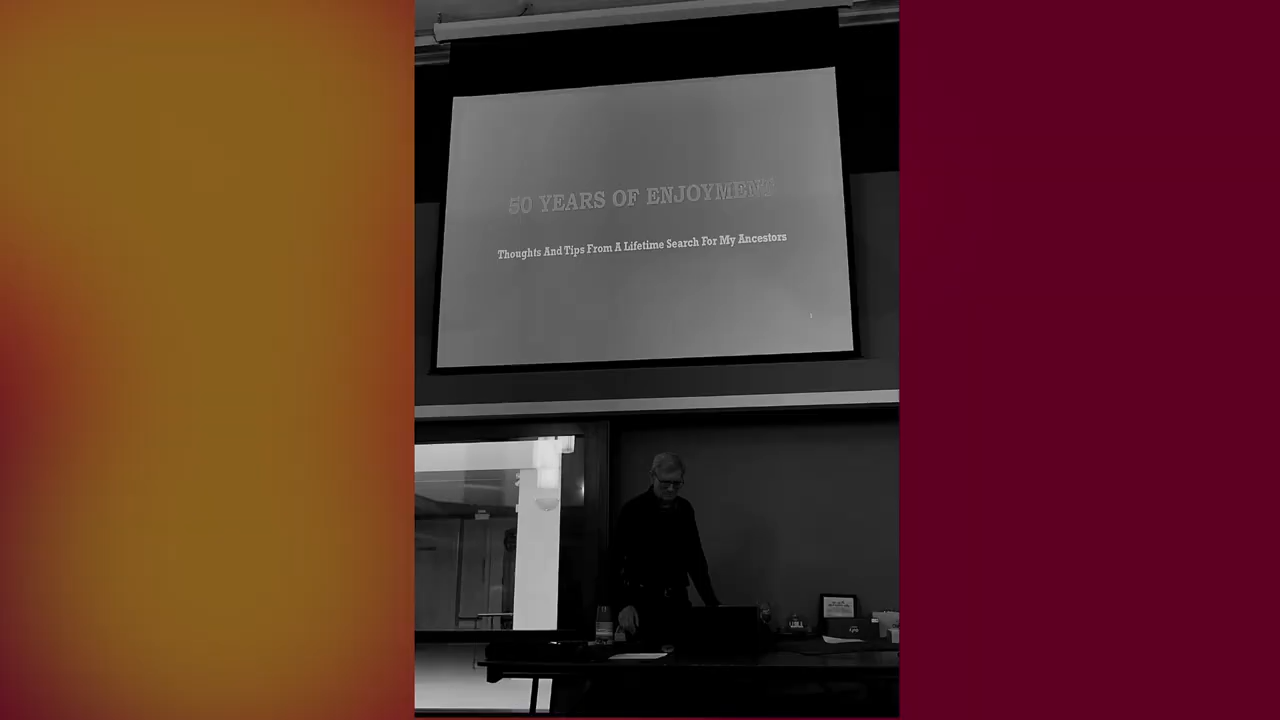 50 YEARS OF ENJOYMENT
Thoughts And Tips From A Lifetime Search For My Ancestors